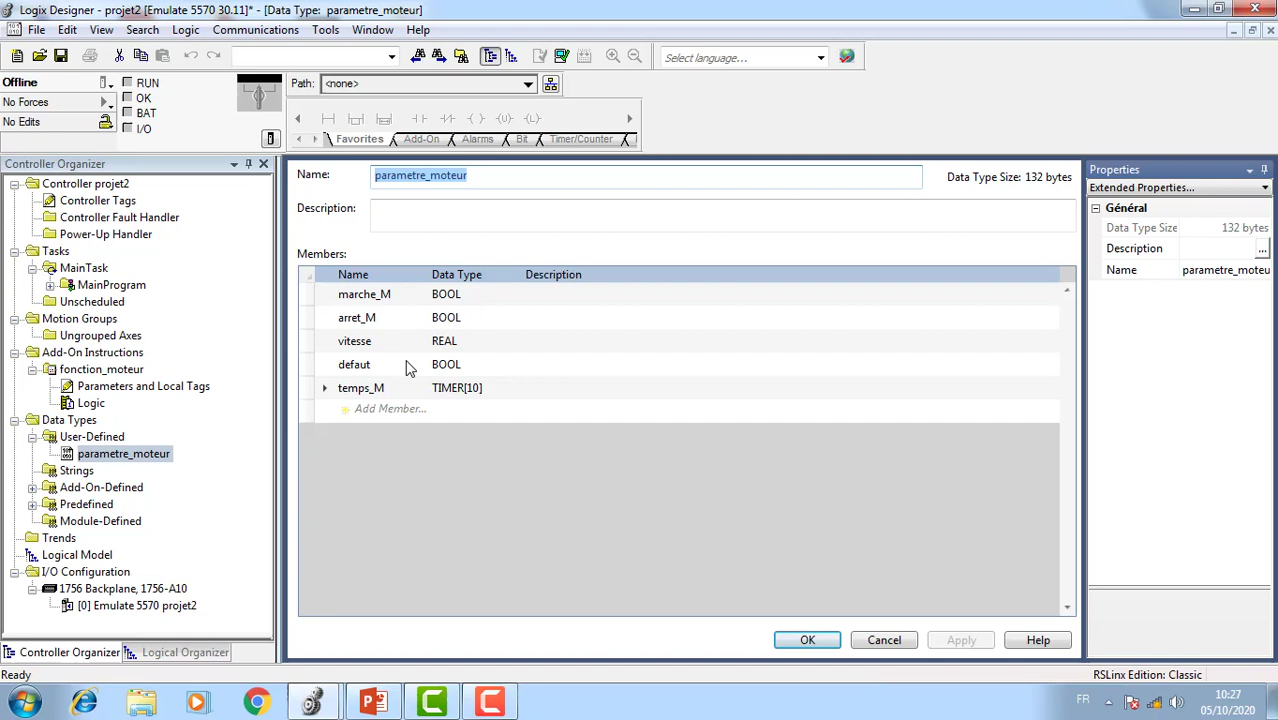 Logix Designer - projet2 [Emulate 5570 30.11]* - [Data Type: parametre_moteur]
File Edit View Search Logic Communications Tools Window Help
Select language...
Offline RUN Path: <none>
No Forces OK
No Edits BAT
I/O
Favorites Add-On Alarms Bit Timer/Counter
Controller Organizer
Controller projet2
Controller Tags
Controller Fault Handler
Power-Up Handler
Tasks
MainTask
MainProgram
Unscheduled
Motion Groups
Ungrouped Axes
Add-On Instructions
fonction_moteur
Parameters and Local Tags
Logic
Data Types
User-Defined
parametre_moteur
Strings
Add-On-Defined
Predefined
Module-Defined
Trends
Logical Model
I/O Configuration
1756 Backplane, 1756-A10
[0] Emulate 5570 projet2
Controller Organizer Logical Organizer
Name: parametre_moteur Data Type Size: 132 bytes
Description:
Members:
Name Data Type Description
marche_M BOOL
arret_M BOOL
vitesse REAL
defaut BOOL
temps_M TIMER[10]
Add Member...
OK Cancel Apply Help
Properties
Extended Properties...
Général
Data Type Size 132 bytes
Description ...
Name parametre_moteu
Ready RSLinx Edition: Classic
FR 10:27
05/10/2020